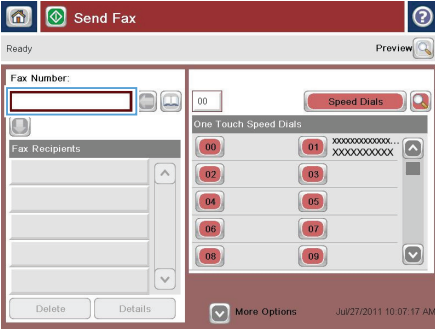 Send Fax
Ready
Preview
Fax Number:
00
Speed Dials
One Touch Speed Dials
00
01
XXXXXXXXXXXXX...
XXXXXXXXXX
Fax Recipients
02
03
04
05
06
07
08
09
Delete
Details
More Options
Jul/27/2011 10:07:17 AM